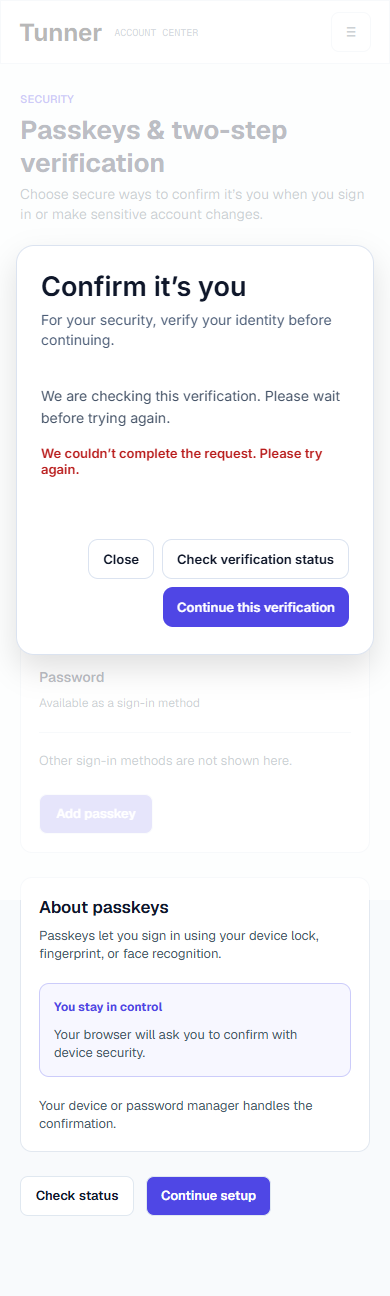 Tunner ACCOUNT CENTER
SECURITY
Passkeys & two-step
verification
Choose secure ways to confirm it's you when you sign
in or make sensitive account changes.
Confirm it’s you
For your security, verify your identity before
continuing.
We are checking this verification. Please wait
before trying again.
We couldn’t complete the request. Please try
again.
Close
Check verification status
Continue this verification
Password
Available as a sign-in method
Other sign-in methods are not shown here.
Add passkey
About passkeys
Passkeys let you sign in using your device lock,
fingerprint, or face recognition.
You stay in control
Your browser will ask you to confirm with
device security.
Your device or password manager handles the
confirmation.
Check status
Continue setup